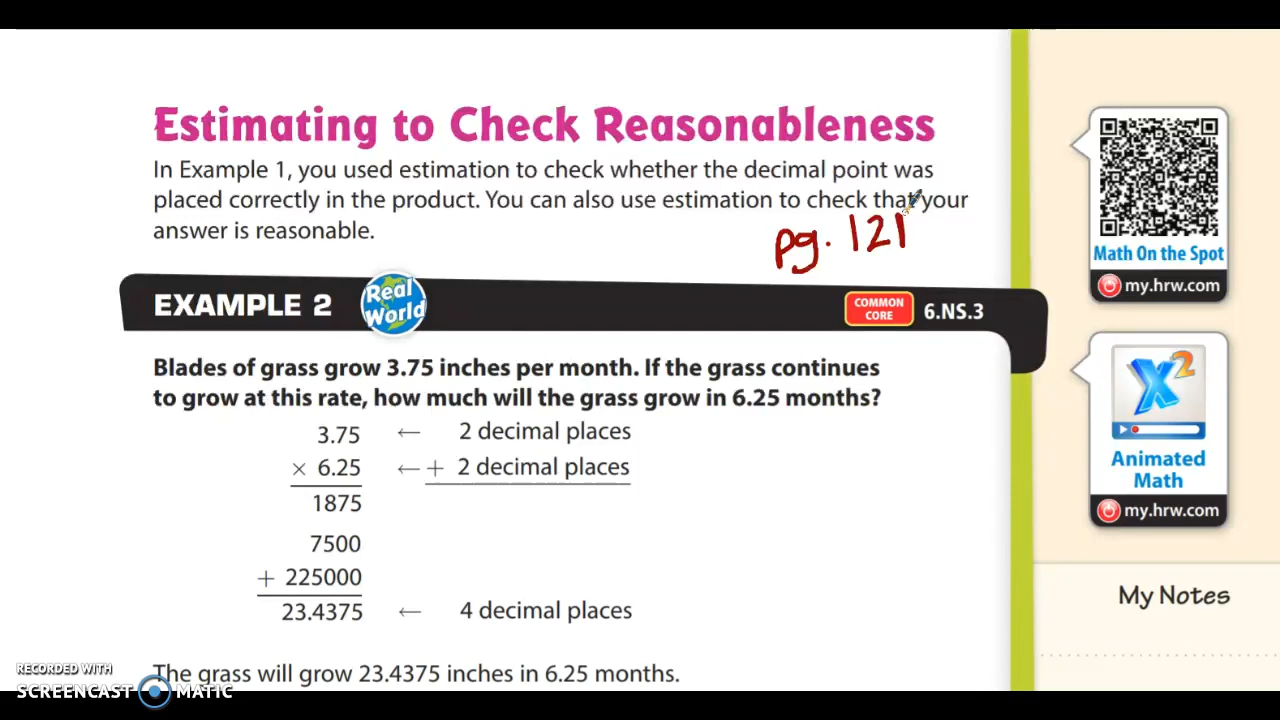 Estimating to Check Reasonableness
In Example 1, you used estimation to check whether the decimal point was
placed correctly in the product. You can also use estimation to check that your
answer is reasonable.
pg. 121
EXAMPLE 2
Real
World
COMMON
CORE
6.NS.3
Blades of grass grow 3.75 inches per month. If the grass continues
to grow at this rate, how much will the grass grow in 6.25 months?
3.75 ← 2 decimal places
× 6.25 ← + 2 decimal places
1875
7500
+ 225000
23.4375 ← 4 decimal places
The grass will grow 23.4375 inches in 6.25 months.
Math On the Spot
my.hrw.com
X2
Animated
Math
my.hrw.com
My Notes
RECORDED WITH
SCREENCAST MATIC